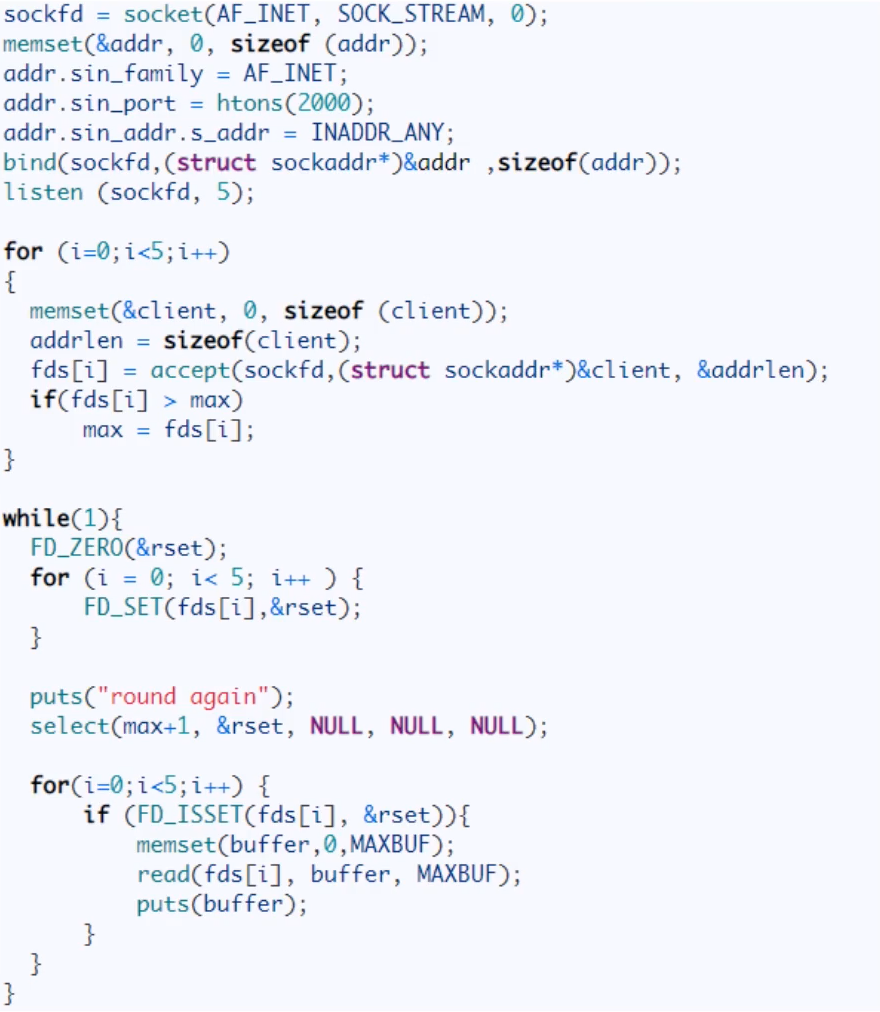 sockfd = socket(AF_INET, SOCK_STREAM, 0);
memset(&addr, 0, sizeof (addr));
addr.sin_family = AF_INET;
addr.sin_port = htons(2000);
addr.sin_addr.s_addr = INADDR_ANY;
bind(sockfd,(struct sockaddr*)&addr ,sizeof(addr));
listen (sockfd, 5);

for (i=0;i<5;i++)
{
  memset(&client, 0, sizeof (client));
  addrlen = sizeof(client);
  fds[i] = accept(sockfd,(struct sockaddr*)&client, &addrlen);
  if(fds[i] > max)
      max = fds[i];
}

while(1){
  FD_ZERO(&rset);
  for (i = 0; i< 5; i++ ) {
      FD_SET(fds[i],&rset);
  }

  puts("round again");
  select(max+1, &rset, NULL, NULL, NULL);

  for(i=0;i<5;i++) {
      if (FD_ISSET(fds[i], &rset)){
          memset(buffer,0,MAXBUF);
          read(fds[i], buffer, MAXBUF);
          puts(buffer);
      }
  }
}